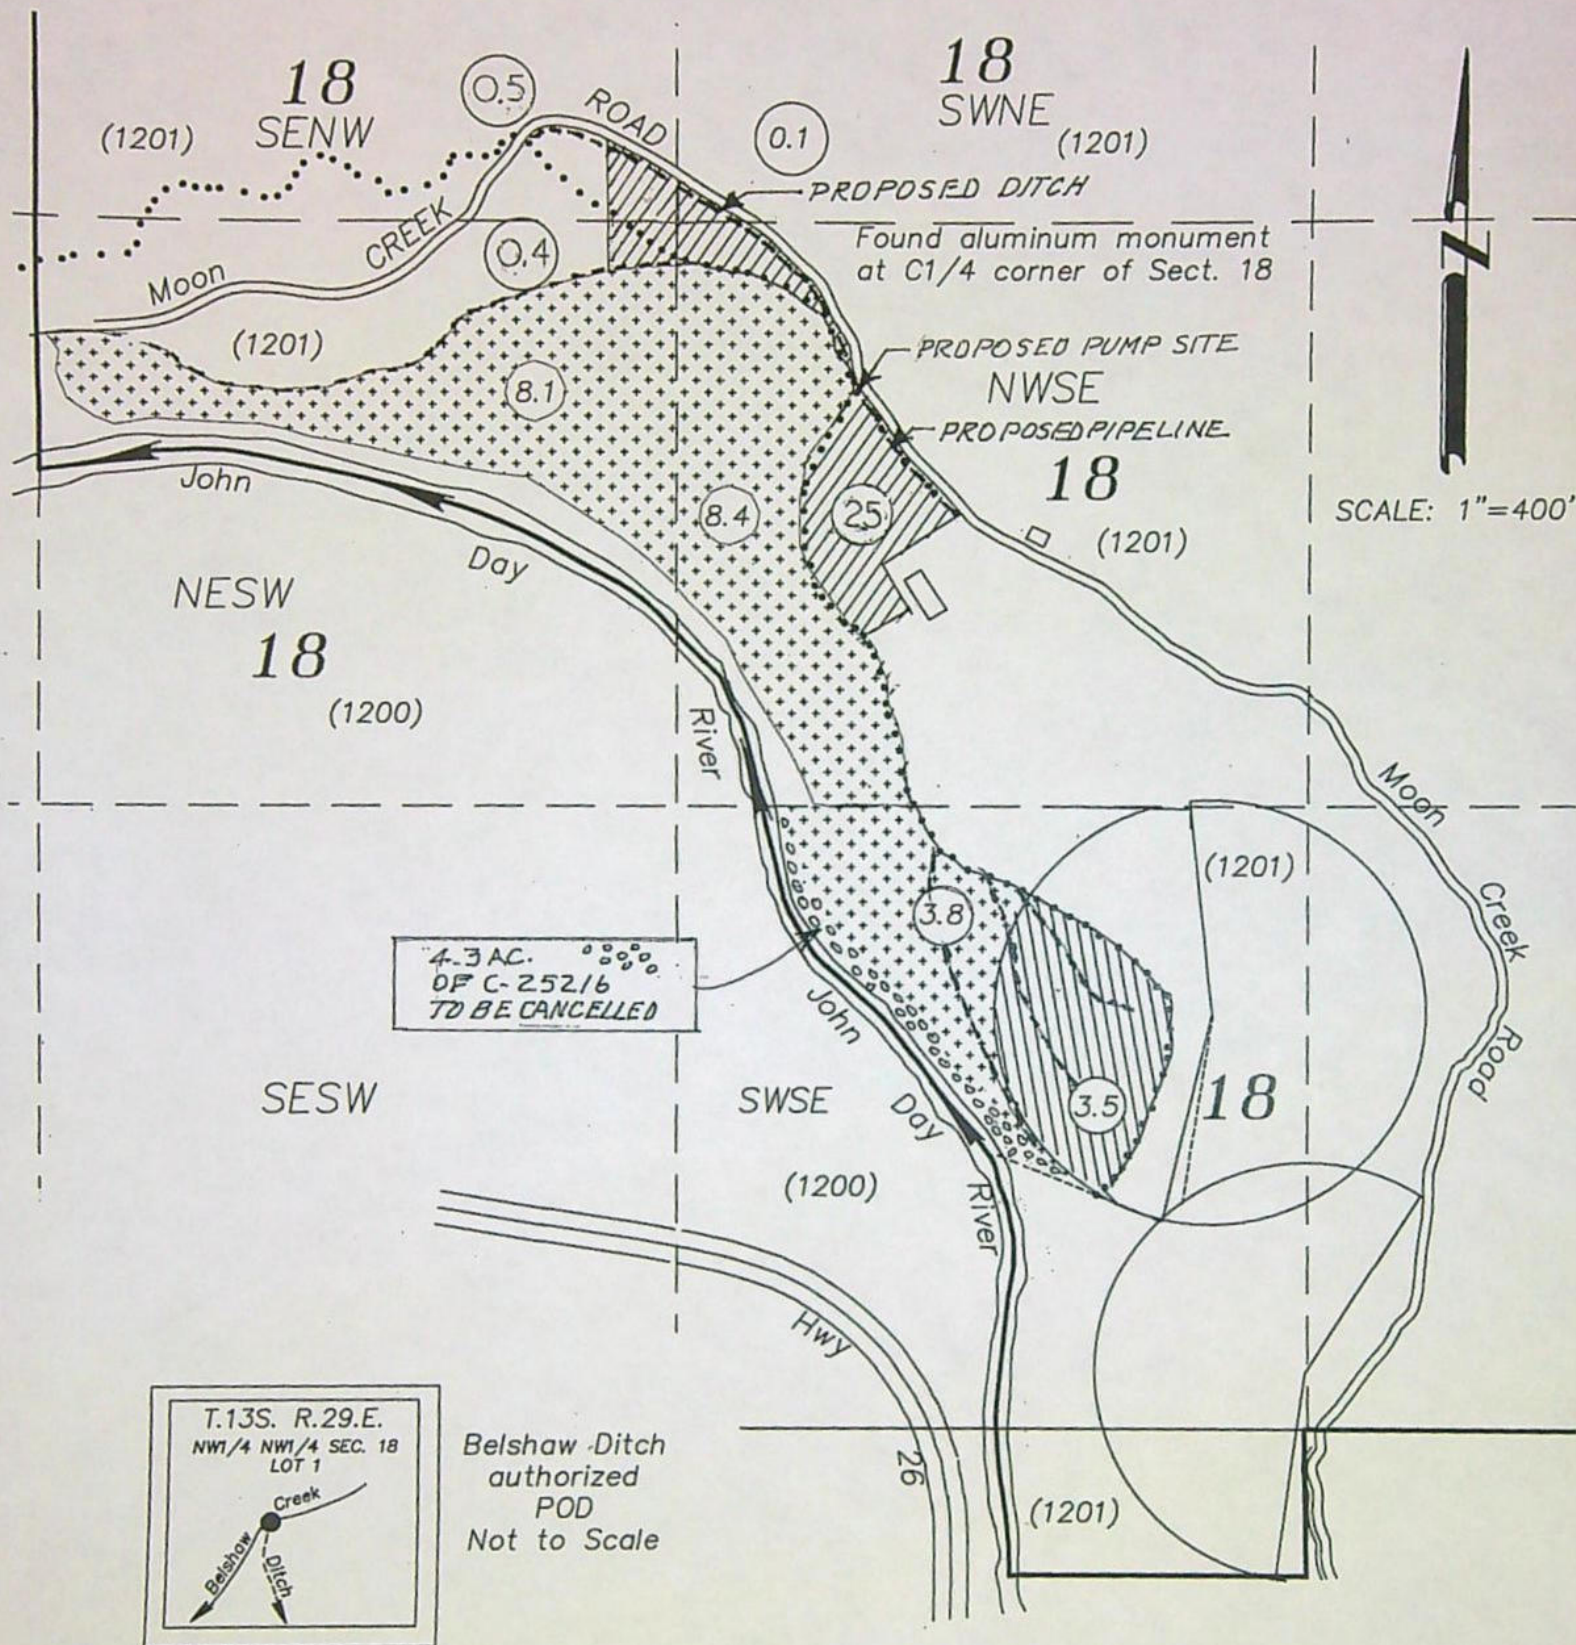 18
SENW
(1201)
0.5
ROAD
0.1
18
SWNE
(1201)
PROPOSED DITCH
CREEK
Moon
0.4
Found aluminum monument
at C1/4 corner of Sect. 18
N
(1201)
8.1
PROPOSED PUMP SITE
NWSE
PROPOSED PIPELINE
18
(1201)
SCALE: 1"=400'
John
Day
8.4
25
NESW
18
(1200)
River
Moon
Creek
Road
(1201)
3.8
4.3 AC.
OF C-25216
TO BE CANCELLED
John
Day
River
SESW
SWSE
3.5
18
(1200)
Hwy
26
T.13S. R.29.E.
NW1/4 NW1/4 SEC. 18
LOT 1
Creek
Belshaw
Ditch
Belshaw Ditch
authorized
POD
Not to Scale
(1201)